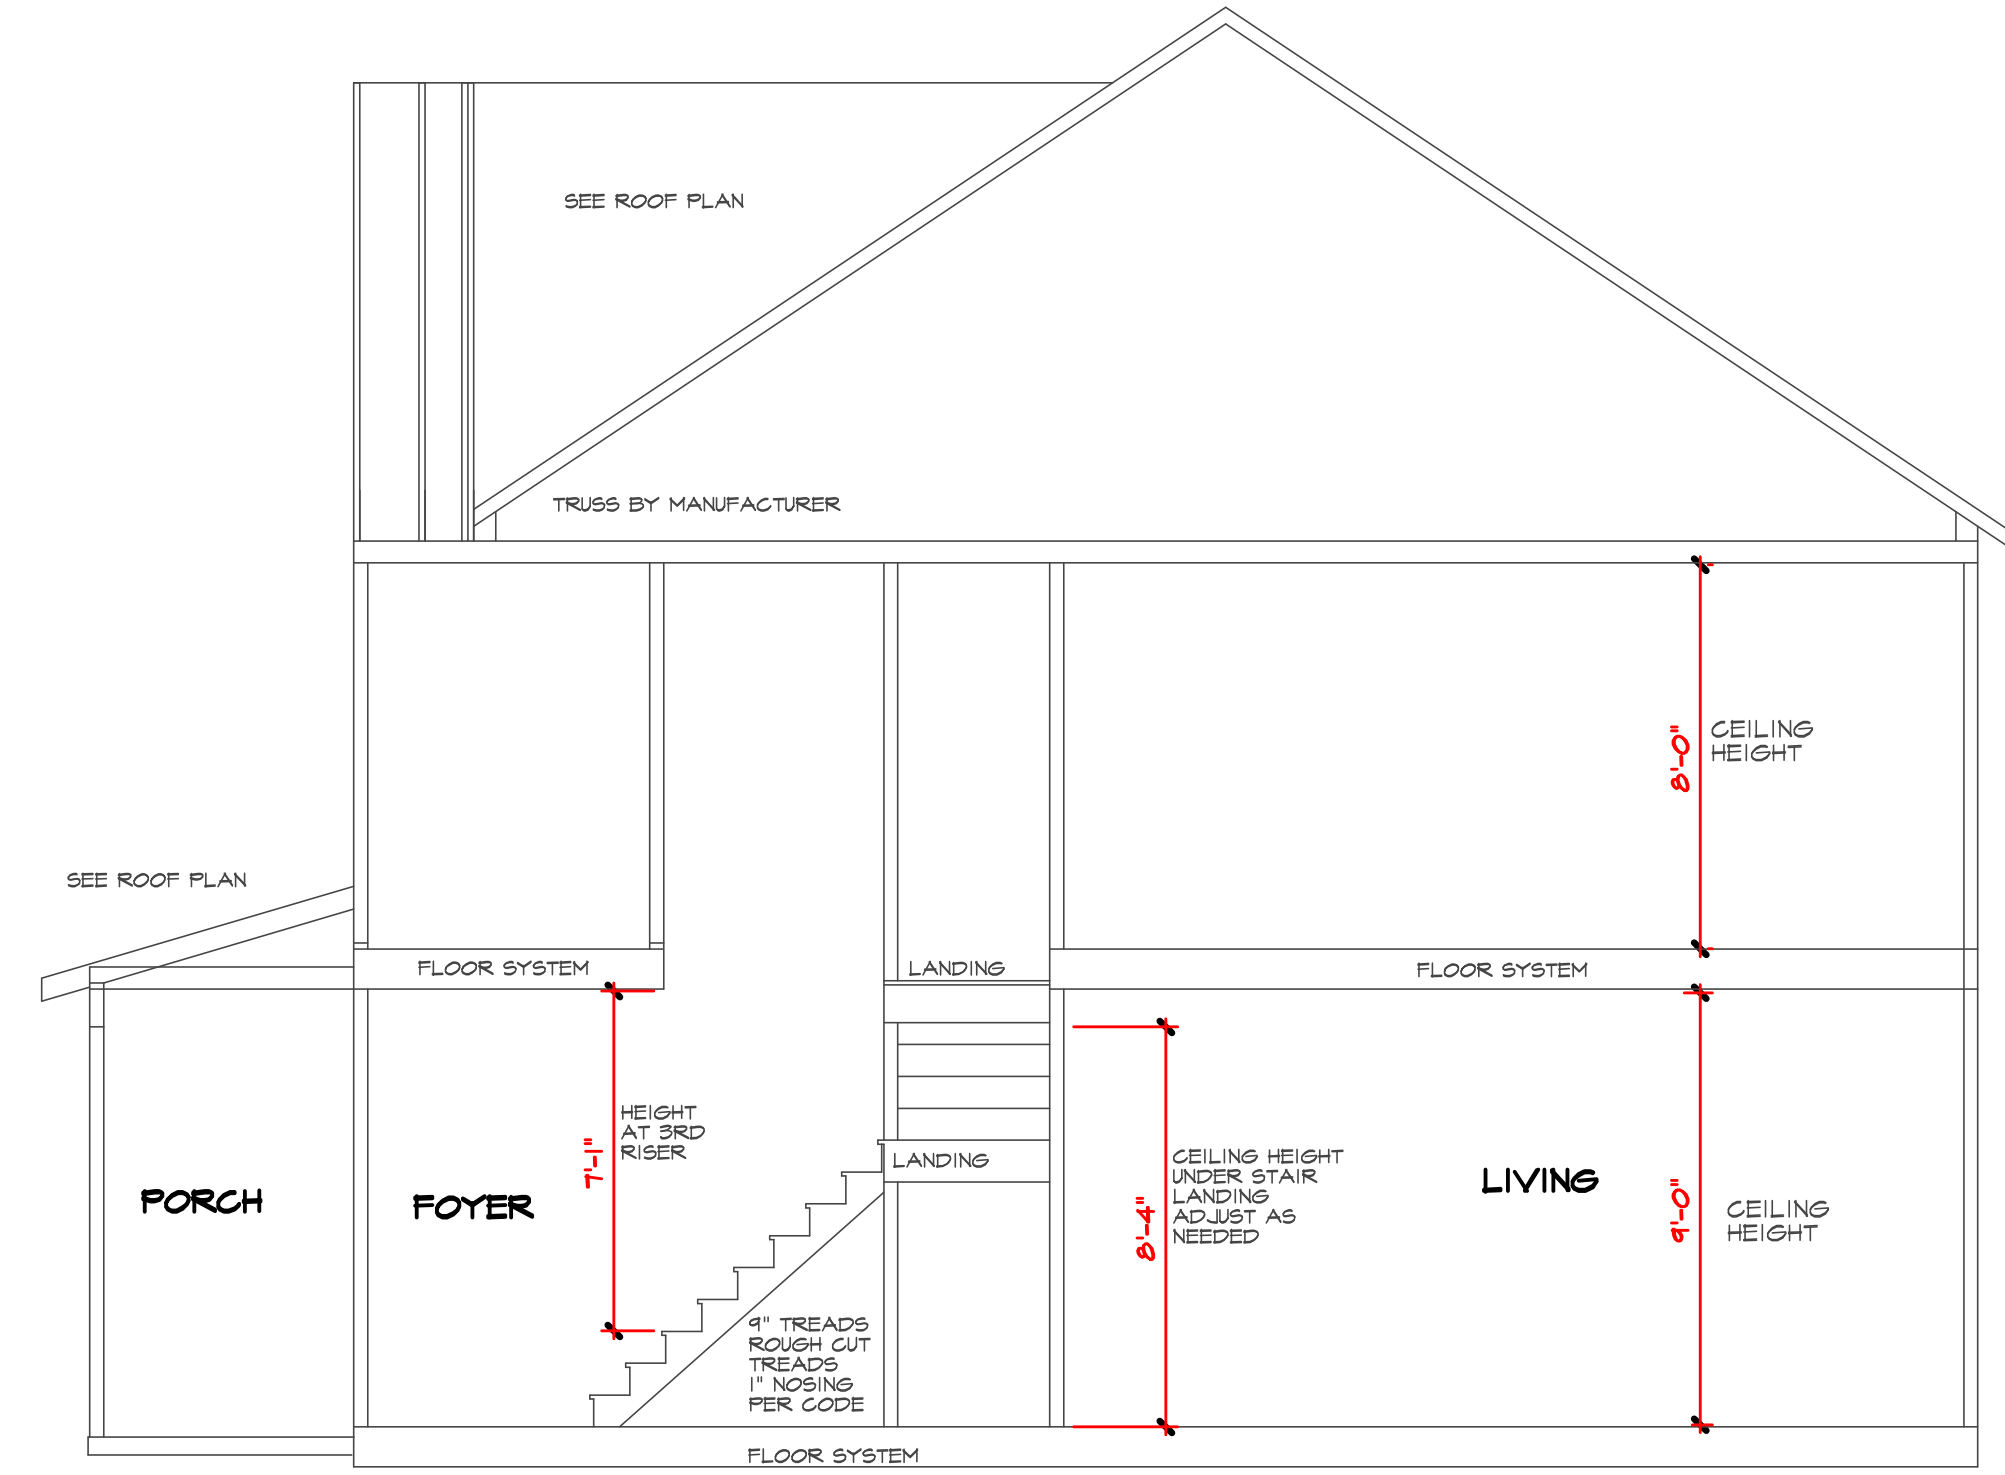 SEE ROOF PLAN
TRUSS BY MANUFACTURER
8'-0"
CEILING
HEIGHT
SEE ROOF PLAN
FLOOR SYSTEM
LANDING
FLOOR SYSTEM
7'-1"
HEIGHT
AT 3RD
RISER
LANDING
8'-4"
CEILING HEIGHT
UNDER STAIR
LANDING
ADJUST AS
NEEDED
PORCH
FOYER
LIVING
9'-0"
CEILING
HEIGHT
9" TREADS
ROUGH CUT
TREADS
1" NOSING
PER CODE
FLOOR SYSTEM